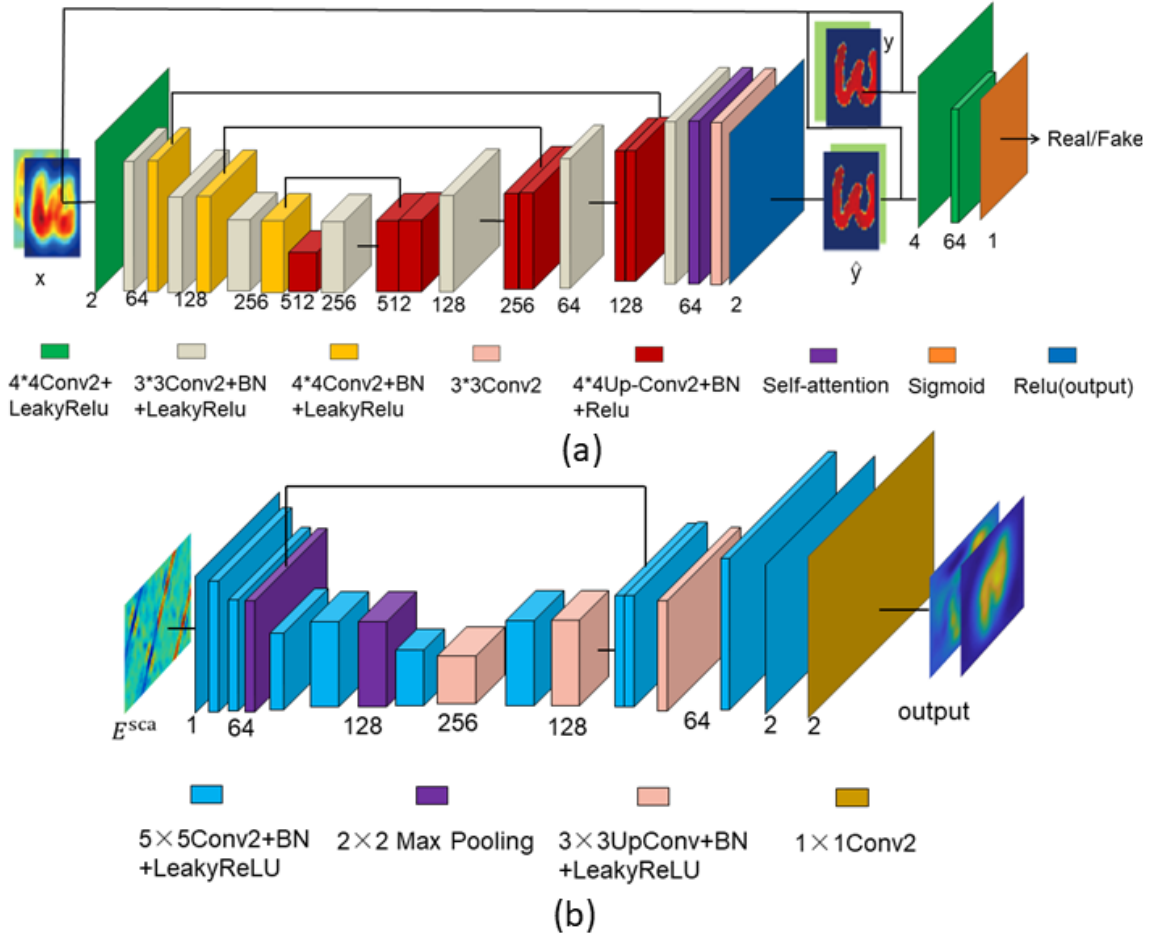 y
Real/Fake
x
ŷ
2 64 128 256 512 256 512 128 256 64 128 64 2 4 64 1
4*4Conv2+
LeakyRelu
3*3Conv2+BN
+LeakyRelu
4*4Conv2+BN
+LeakyRelu
3*3Conv2
4*4Up-Conv2+BN
+Relu
Self-attention
Sigmoid
Relu(output)
(a)
E^sca
1 64 128 256 128 64 2 2
output
5×5Conv2+BN
+LeakyReLU
2×2 Max Pooling
3×3UpConv+BN
+LeakyReLU
1×1Conv2
(b)